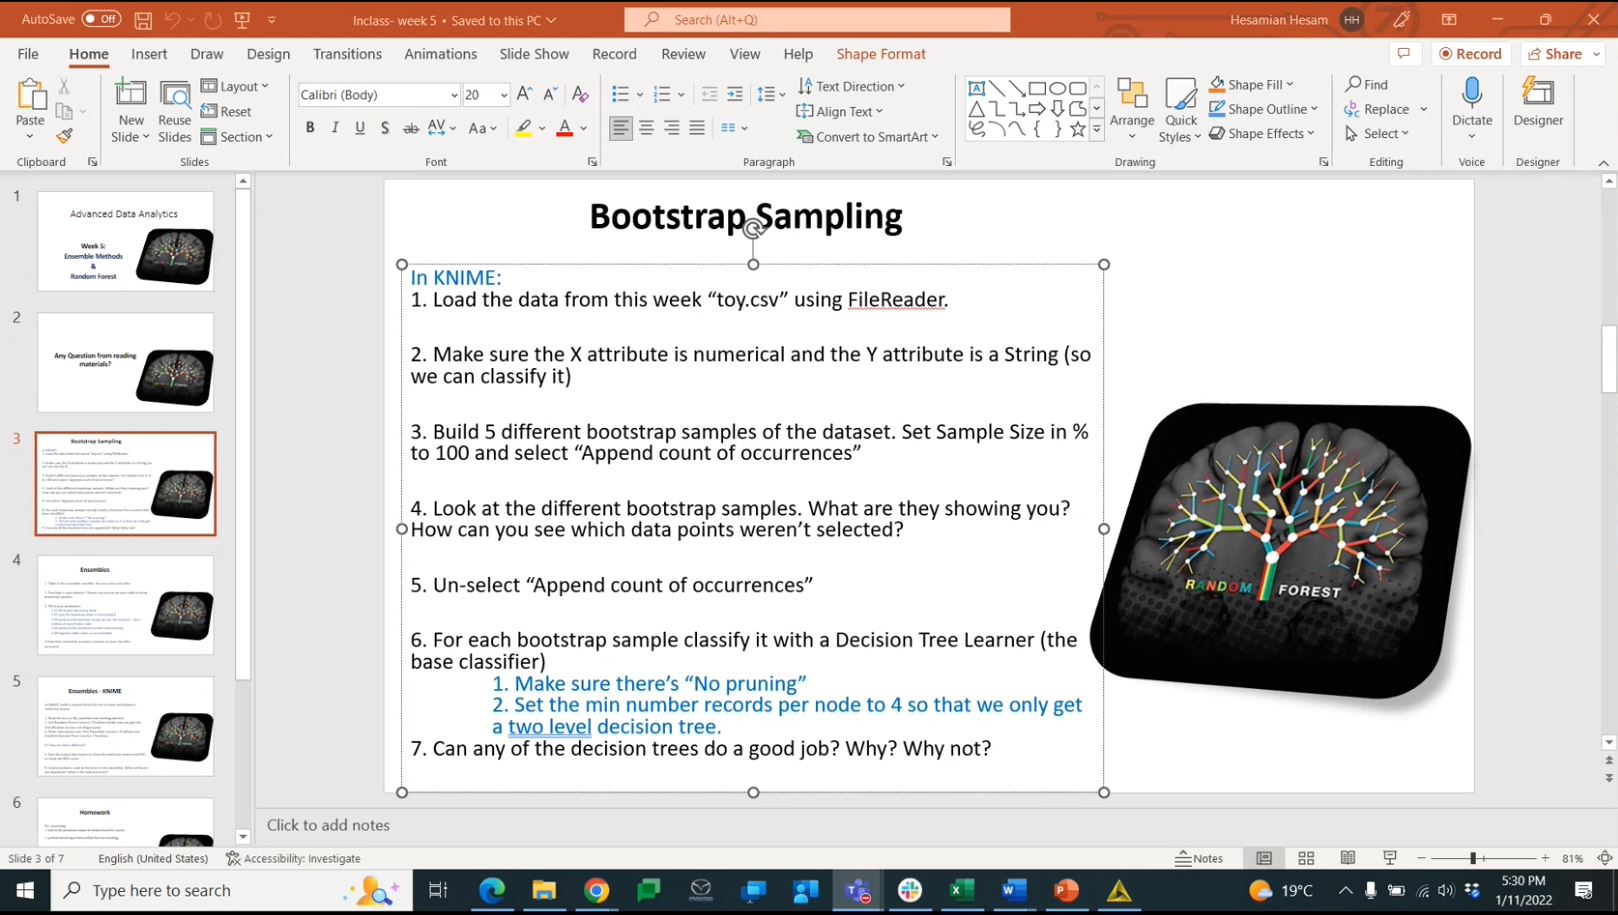 AutoSave Off
Inclass- week 5 • Saved to this PC
Search (Alt+Q)
Hesamian Hesam HH
File Home Insert Draw Design Transitions Animations Slide Show Record Review View Help Shape Format Record Share
Paste
Clipboard
New Slide
Reuse Slides
Layout
Reset
Section
Slides
Calibri (Body) 20
B I U S ab AV Aa A
Font
Text Direction
Align Text
Convert to SmartArt
Paragraph
Arrange
Quick Styles
Shape Fill
Shape Outline
Shape Effects
Drawing
Find
Replace
Select
Editing
Dictate
Voice
Designer
Designer
1
Advanced Data Analytics
Week 5:
Ensemble Methods
&
Random Forest
2
Any Question from reading
materials?
3
Bootstrap Sampling
4
Ensembles
5
Ensembles - KNIME
6
Homework
Bootstrap Sampling
In KNIME:
1. Load the data from this week “toy.csv” using FileReader.
2. Make sure the X attribute is numerical and the Y attribute is a String (so
we can classify it)
3. Build 5 different bootstrap samples of the dataset. Set Sample Size in %
to 100 and select “Append count of occurrences”
4. Look at the different bootstrap samples. What are they showing you?
How can you see which data points weren’t selected?
5. Un-select “Append count of occurrences”
6. For each bootstrap sample classify it with a Decision Tree Learner (the
base classifier)
1. Make sure there’s “No pruning”
2. Set the min number records per node to 4 so that we only get
a two level decision tree.
7. Can any of the decision trees do a good job? Why? Why not?
RANDOM FOREST
Click to add notes
Slide 3 of 7 English (United States) Accessibility: Investigate Notes 81%
Type here to search
19°C
5:30 PM
1/11/2022